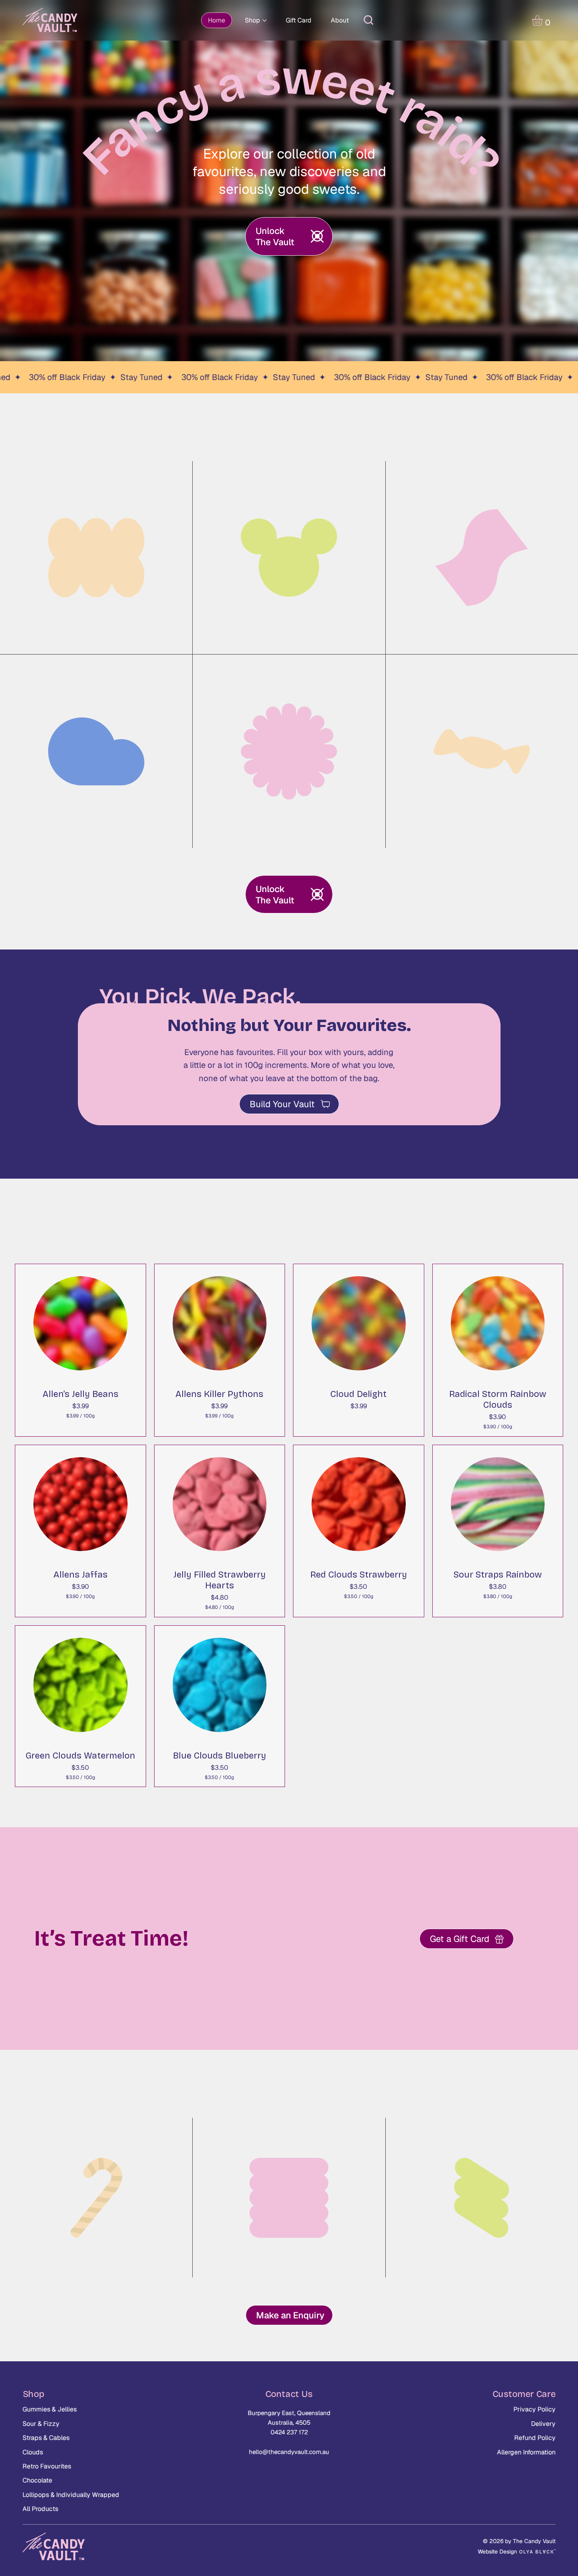 The CANDY VAULT™
Home
Shop
Gift Card
About
0
Fancy a sweet raid?
Explore our collection of old
favourites, new discoveries and
seriously good sweets.
Unlock
The Vault
ed ✦ 30% off Black Friday ✦ Stay Tuned ✦ 30% off Black Friday ✦ Stay Tuned ✦ 30% off Black Friday ✦ Stay Tuned ✦ 30% off Black Friday ✦
Unlock
The Vault
You Pick. We Pack.
Nothing but Your Favourites.
Everyone has favourites. Fill your box with yours, adding
a little or a lot in 100g increments. More of what you love,
none of what you leave at the bottom of the bag.
Build Your Vault
Allen's Jelly Beans
$3.99
$3.99 / 100g
Allens Killer Pythons
$3.99
$3.99 / 100g
Cloud Delight
$3.99
Radical Storm Rainbow
Clouds
$3.90
$3.90 / 100g
Allens Jaffas
$3.90
$3.90 / 100g
Jelly Filled Strawberry
Hearts
$4.80
$4.80 / 100g
Red Clouds Strawberry
$3.50
$3.50 / 100g
Sour Straps Rainbow
$3.80
$3.80 / 100g
Green Clouds Watermelon
$3.50
$3.50 / 100g
Blue Clouds Blueberry
$3.50
$3.50 / 100g
It's Treat Time!
Get a Gift Card
Make an Enquiry
Shop
Gummies & Jellies
Sour & Fizzy
Straps & Cables
Clouds
Retro Favourites
Chocolate
Lollipops & Individually Wrapped
All Products
Contact Us
Burpengary East, Queensland
Australia, 4505
0424 237 172
hello@thecandyvault.com.au
Customer Care
Privacy Policy
Delivery
Refund Policy
Allergen Information
The CANDY VAULT™
© 2026 by The Candy Vault
Website Design OLYA BLACK